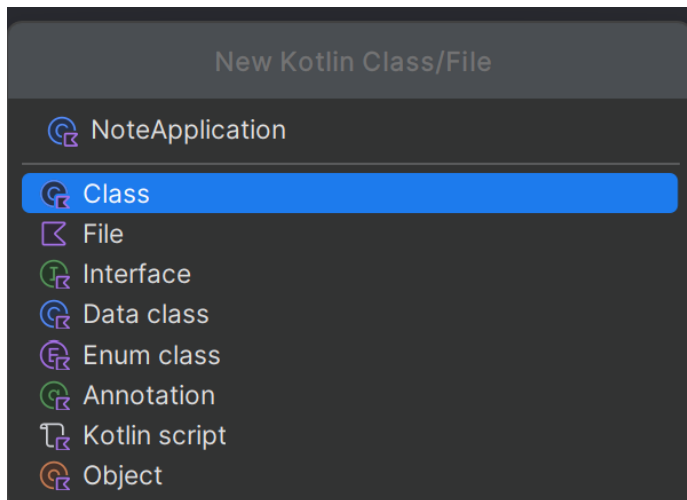 New Kotlin Class/File
NoteApplication
Class
File
Interface
Data class
Enum class
Annotation
Kotlin script
Object